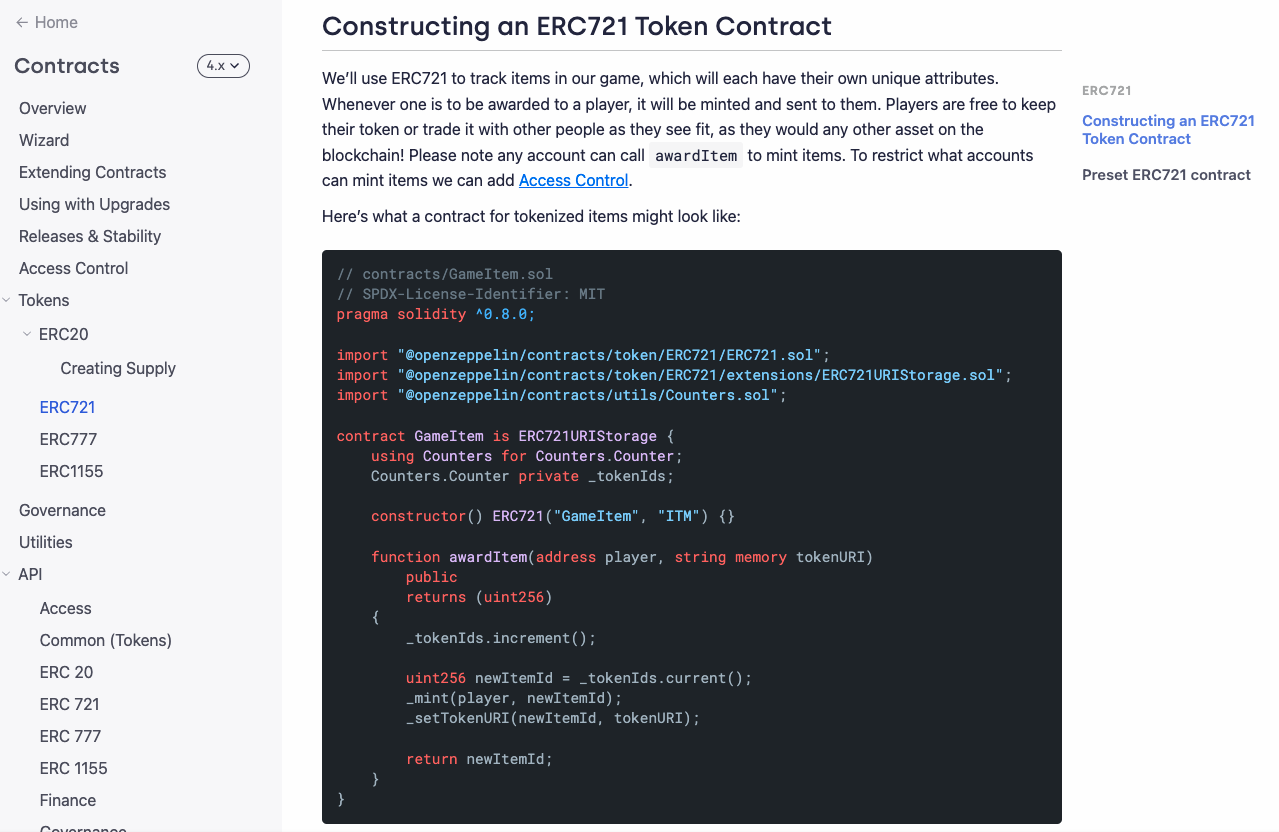 ← Home
Contracts
4.x
Overview
Wizard
Extending Contracts
Using with Upgrades
Releases & Stability
Access Control
Tokens
ERC20
Creating Supply
ERC721
ERC777
ERC1155
Governance
Utilities
API
Access
Common (Tokens)
ERC 20
ERC 721
ERC 777
ERC 1155
Finance
Governance
Constructing an ERC721 Token Contract
We’ll use ERC721 to track items in our game, which will each have their own unique attributes.
Whenever one is to be awarded to a player, it will be minted and sent to them. Players are free to keep
their token or trade it with other people as they see fit, as they would any other asset on the
blockchain! Please note any account can call awardItem to mint items. To restrict what accounts
can mint items we can add Access Control.
Here’s what a contract for tokenized items might look like:
// contracts/GameItem.sol
// SPDX-License-Identifier: MIT
pragma solidity ^0.8.0;
import "@openzeppelin/contracts/token/ERC721/ERC721.sol";
import "@openzeppelin/contracts/token/ERC721/extensions/ERC721URIStorage.sol";
import "@openzeppelin/contracts/utils/Counters.sol";
contract GameItem is ERC721URIStorage {
using Counters for Counters.Counter;
Counters.Counter private _tokenIds;
constructor() ERC721("GameItem", "ITM") {}
function awardItem(address player, string memory tokenURI)
public
returns (uint256)
{
_tokenIds.increment();
uint256 newItemId = _tokenIds.current();
_mint(player, newItemId);
_setTokenURI(newItemId, tokenURI);
return newItemId;
}
}
ERC721
Constructing an ERC721
Token Contract
Preset ERC721 contract